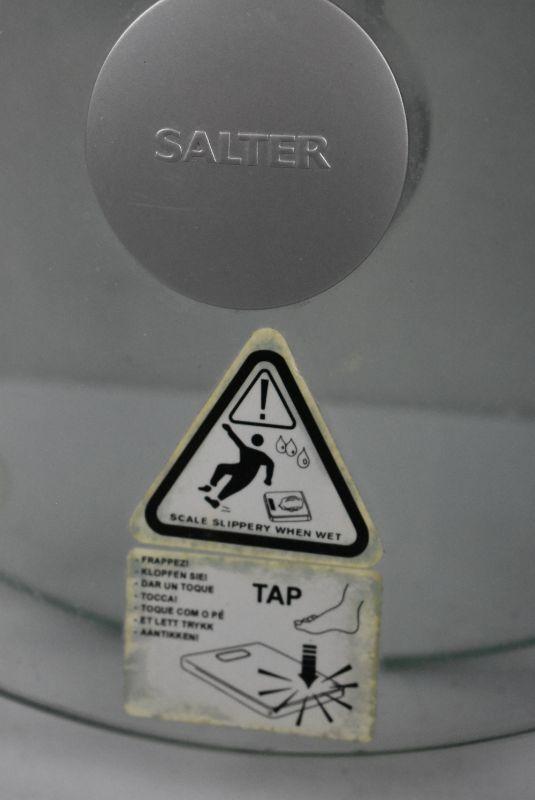 SALTER
!
SCALE SLIPPERY WHEN WET
- FRAPPEZ!
- KLOPFEN SIE!
- DAR UN TOQUE
- TOCCA!
- TOQUE COM O PÉ
- ET LETT TRYKK
- AANTIKKEN!
TAP